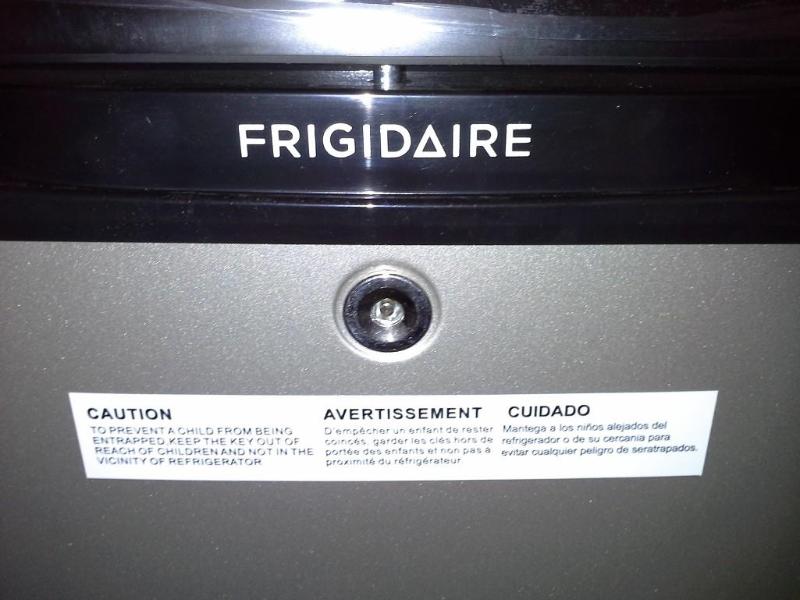 FRIGIDAIRE
CAUTION
TO PREVENT A CHILD FROM BEING
ENTRAPPED, KEEP THE KEY OUT OF
REACH OF CHILDREN AND NOT IN THE
VICINITY OF REFRIGERATOR
AVERTISSEMENT
D'empêcher un enfant de rester
coincés, garder les clés hors de
portée des enfants et non pas à
proximité du réfrigérateur.
CUIDADO
Mantega a los niños alejados del
refrigerador o de su cercania para
evitar cualquier peligro de seratrapados.